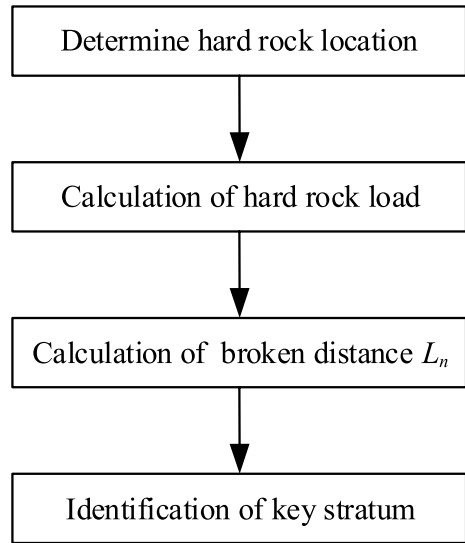 Determine hard rock location
Calculation of hard rock load
Calculation of broken distance Ln
Identification of key stratum